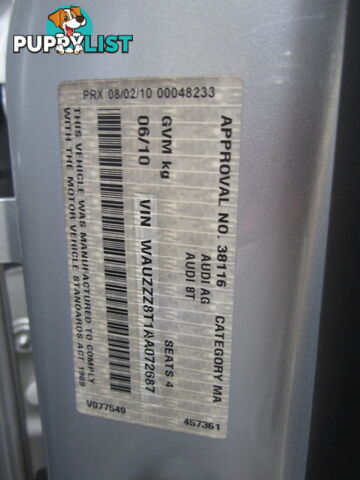 PUPPYLIST
PRX 08/02/10 00048233
APPROVAL NO. 38116 CATEGORY MA
AUDI AG
AUDI 8T
GVM kg
06/10
VIN WAUZZZ8T1AA072687
SEATS 4
THIS VEHICLE WAS MANUFACTURED TO COMPLY
WITH THE MOTOR VEHICLE STANDARDS ACT 1989
V077549
457361